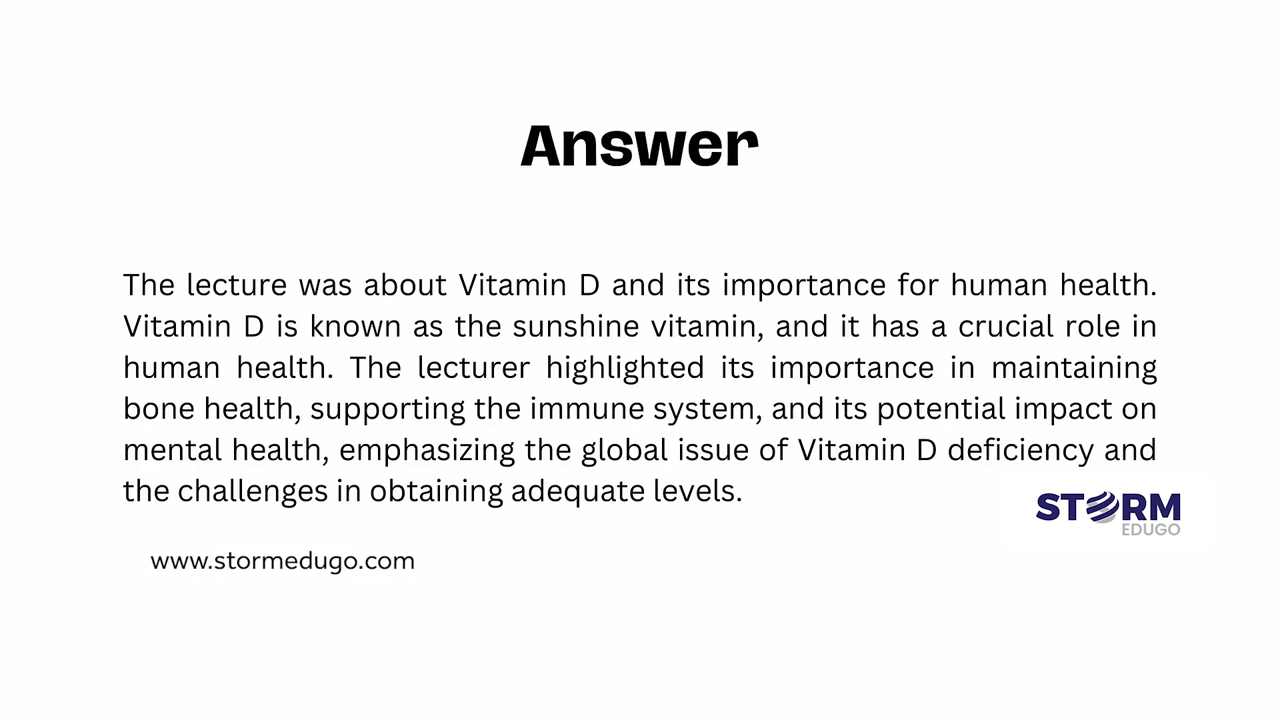 Answer
The lecture was about Vitamin D and its importance for human health.
Vitamin D is known as the sunshine vitamin, and it has a crucial role in
human health. The lecturer highlighted its importance in maintaining
bone health, supporting the immune system, and its potential impact on
mental health, emphasizing the global issue of Vitamin D deficiency and
the challenges in obtaining adequate levels.
STORM
EDUGO
www.stormedugo.com